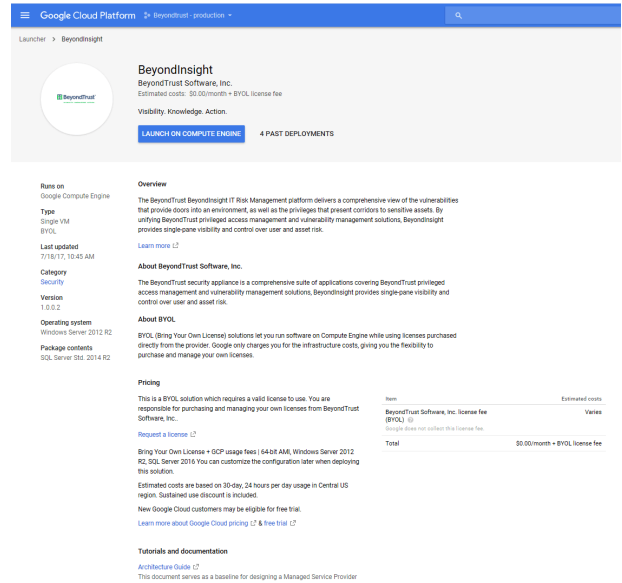 Google Cloud Platform
Beyondtrust - production
Launcher > BeyondInsight
BeyondTrust
BeyondInsight
BeyondTrust Software, Inc.
Estimated costs: $0.00/month + BYOL license fee
Visibility. Knowledge. Action.
LAUNCH ON COMPUTE ENGINE
4 PAST DEPLOYMENTS
Runs on
Google Compute Engine
Type
Single VM
BYOL
Last updated
7/18/17, 10:45 AM
Category
Security
Version
1.0.0.2
Operating system
Windows Server 2012 R2
Package contents
SQL Server Std. 2014 R2
Overview
The BeyondTrust BeyondInsight IT Risk Management platform delivers a comprehensive view of the vulnerabilities
that provide doors into an environment, as well as the privileges that present corridors to sensitive assets. By
unifying BeyondTrust privileged access management and vulnerability management solutions, BeyondInsight
provides single-pane visibility and control over user and asset risk.
Learn more
About BeyondTrust Software, Inc.
The BeyondTrust security appliance is a comprehensive suite of applications covering BeyondTrust privileged
access management and vulnerability management solutions, BeyondInsight provides single-pane visibility and
control over user and asset risk.
About BYOL
BYOL (Bring Your Own License) solutions let you run software on Compute Engine while using licenses purchased
directly from the provider. Google only charges you for the infrastructure costs, giving you the flexibility to
purchase and manage your own licenses.
Pricing
This is a BYOL solution which requires a valid license to use. You are
responsible for purchasing and managing your own licenses from BeyondTrust
Software, Inc..
Request a license
Bring Your Own License + GCP usage fees | 64-bit AMI, Windows Server 2012
R2, SQL Server 2016 You can customize the configuration later when deploying
this solution.
Estimated costs are based on 30-day, 24 hours per day usage in Central US
region. Sustained use discount is included.
New Google Cloud customers may be eligible for free trial.
Learn more about Google Cloud pricing & free trial
Item Estimated costs
BeyondTrust Software, Inc. license fee Varies
(BYOL)
Google does not collect this license fee.
Total $0.00/month + BYOL license fee
Tutorials and documentation
Architecture Guide
This document serves as a baseline for designing a Managed Service Provider